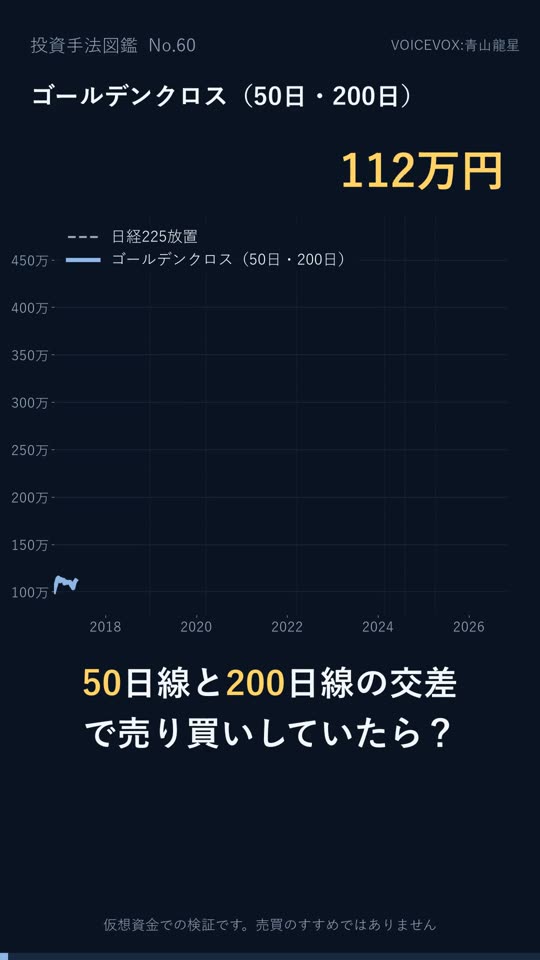 投資手法図鑑 No.60
VOICEVOX:青山龍星
ゴールデンクロス（50日・200日）
112万円
日経225放置
ゴールデンクロス（50日・200日）
450万
400万
350万
300万
250万
200万
150万
100万
2018 2020 2022 2024 2026
50日線と200日線の交差
で売り買いしていたら？
仮想資金での検証です。売買のすすめではありません